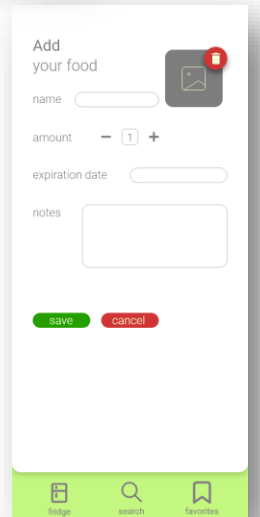 Add
your food
name
amount
1
expiration date
notes
save cancel
fridge search favorites